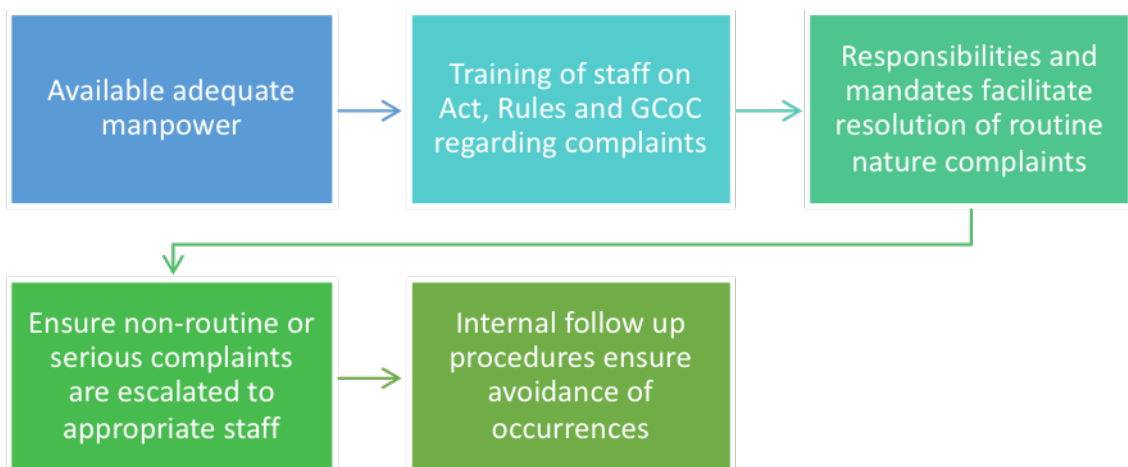 Available adequate
manpower
Training of staff on
Act, Rules and GCoC
regarding complaints
Responsibilities and
mandates facilitate
resolution of routine
nature complaints
Ensure non-routine or
serious complaints
are escalated to
appropriate staff
Internal follow up
procedures ensure
avoidance of
occurrences